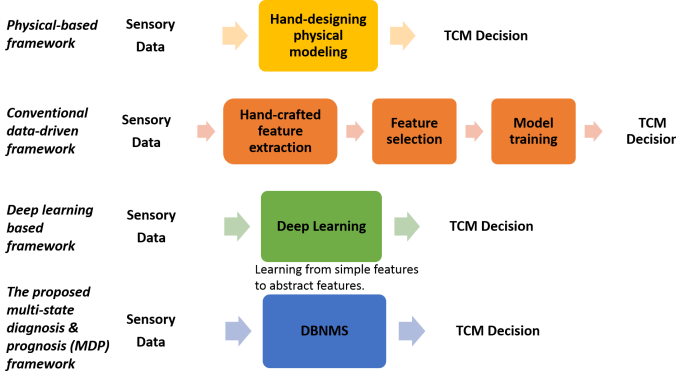 Physical-based
framework
Sensory
Data
Hand-designing
physical
modeling
TCM Decision
Conventional
data-driven
framework
Sensory
Data
Hand-crafted
feature
extraction
Feature
selection
Model
training
TCM
Decision
Deep learning
based
framework
Sensory
Data
Deep Learning
TCM Decision
Learning from simple features
to abstract features.
The proposed
multi-state
diagnosis &
prognosis (MDP)
framework
Sensory
Data
DBNMS
TCM Decision